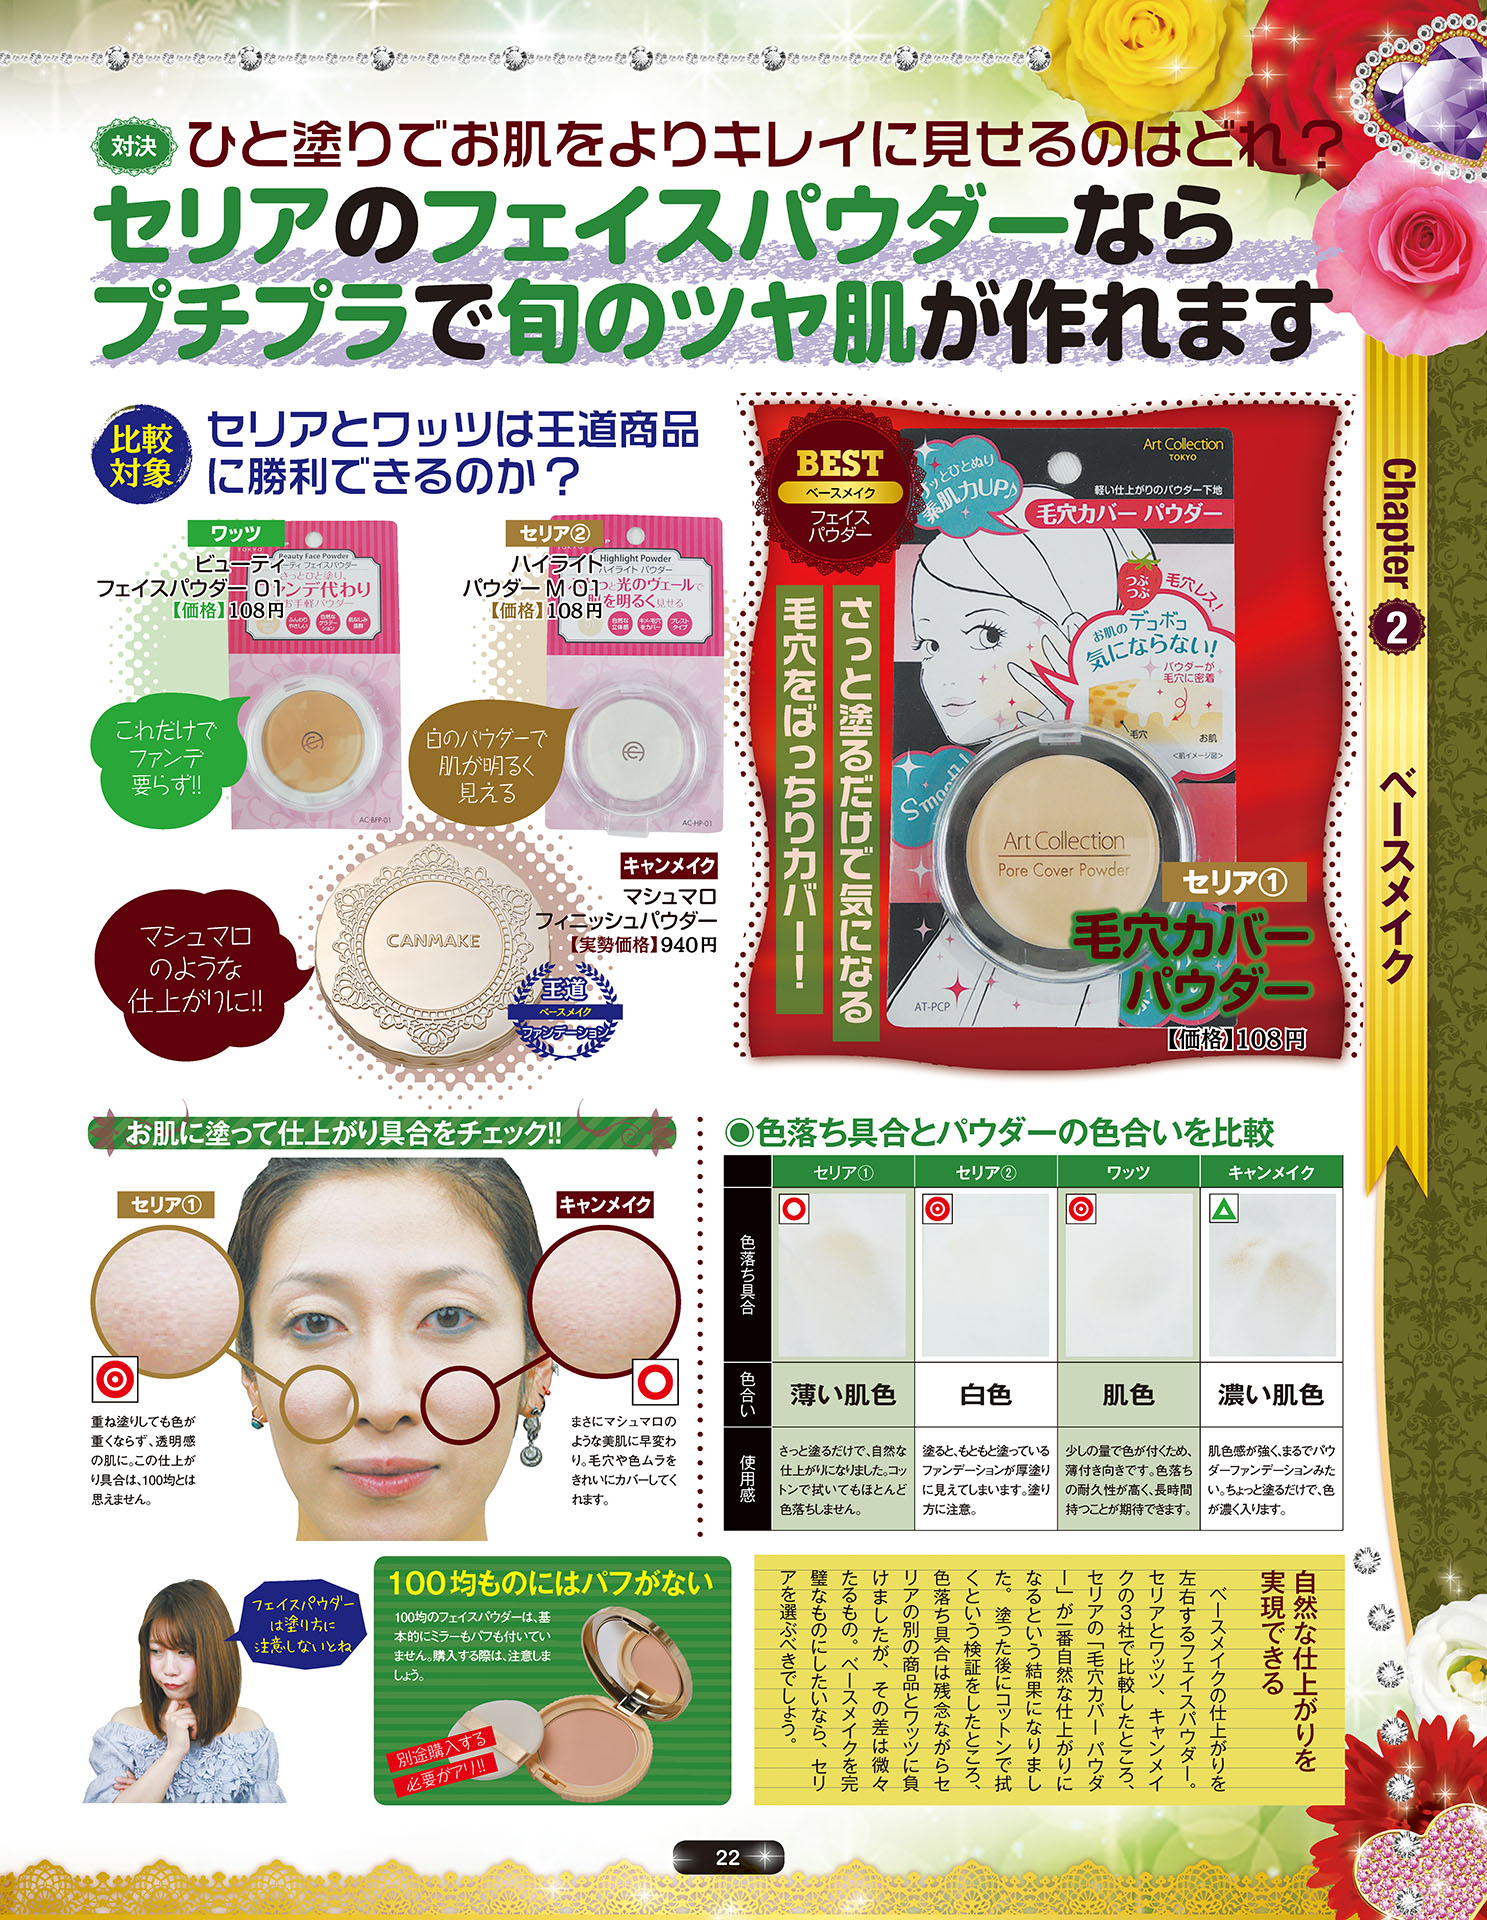 対決
ひと塗りでお肌をよりキレイに見せるのはどれ？
セリアのフェイスパウダーなら
プチプラで旬のツヤ肌が作れます
比較
対象
セリアとワッツは王道商品
に勝利できるのか？
ワッツ
ビューティ
フェイスパウダー 01
【価格】108円
Beauty Face Powder
AC-BFP-01
これだけで
ファンデ
要らず!!
セリア②
ハイライト
パウダー M 01
【価格】108円
Highlight Powder
ハイライト パウダー
AC-HP-01
白のパウダーで
肌が明るく
見える
キャンメイク
マシュマロ
フィニッシュパウダー
【実勢価格】940円
CANMAKE
王道
ベースメイク
ファンデーション
マシュマロ
のような
仕上がりに!!
BEST
ベースメイク
フェイス
パウダー
さっと塗るだけで気になる
毛穴をばっちりカバー！
Art Collection
TOKYO
素肌力UP♪
軽い仕上がりのパウダー下地
毛穴カバー パウダー
つぶ
つぶ
毛穴レス！
お肌のデコボコ
気にならない!
パウダーが
毛穴に密着
毛穴
お肌
<肌イメージ図>
Smooth!
Art Collection
Pore Cover Powder
AT-PCP
セリア①
毛穴カバー
パウダー
【価格】108円
Chapter
2
ベースメイク
お肌に塗って仕上がり具合をチェック!!
セリア①
重ね塗りしても色が
重くならず、透明感
の肌に。この仕上が
り具合は、100均とは
思えません。
キャンメイク
まさにマシュマロの
ような美肌に早変わ
り。毛穴や色ムラを
きれいにカバーしてく
れます。
◉色落ち具合とパウダーの色合いを比較
セリア①
セリア②
ワッツ
キャンメイク
色落ち具合
色合い
薄い肌色
白色
肌色
濃い肌色
使用感
さっと塗るだけで、自然な
仕上がりになりました。コッ
トンで拭いてもほとんど
色落ちしません。
塗ると、もともと塗っている
ファンデーションが厚塗り
に見えてしまいます。塗り
方に注意。
少しの量で色が付くため、
薄付き向きです。色落ち
の耐久性が高く、長時間
持つことが期待できます。
肌色感が強く、まるでパウ
ダーファンデーションみた
い。ちょっと塗るだけで、色
が濃く入ります。
フェイスパウダー
は塗り方に
注意しないとね
100均ものにはパフがない
100均のフェイスパウダーは、基
本的にミラーもパフも付いてい
ません。購入する際は、注意しま
しょう。
別途購入する
必要がアリ!!
自然な仕上がりを
実現できる
ベースメイクの仕上がりを
左右するフェイスパウダー。
セリアとワッツ、キャンメイ
クの3社で比較したところ、
セリアの「毛穴カバー パウダ
ー」が一番自然な仕上がりに
なるという結果になりまし
た。塗った後にコットンで拭
くという検証をしたところ、
色落ち具合は残念ながらセ
リアの別の商品とワッツに負
けましたが、その差は微々
たるもの。ベースメイクを完
璧なものにしたいなら、セリ
アを選ぶべきでしょう。
22